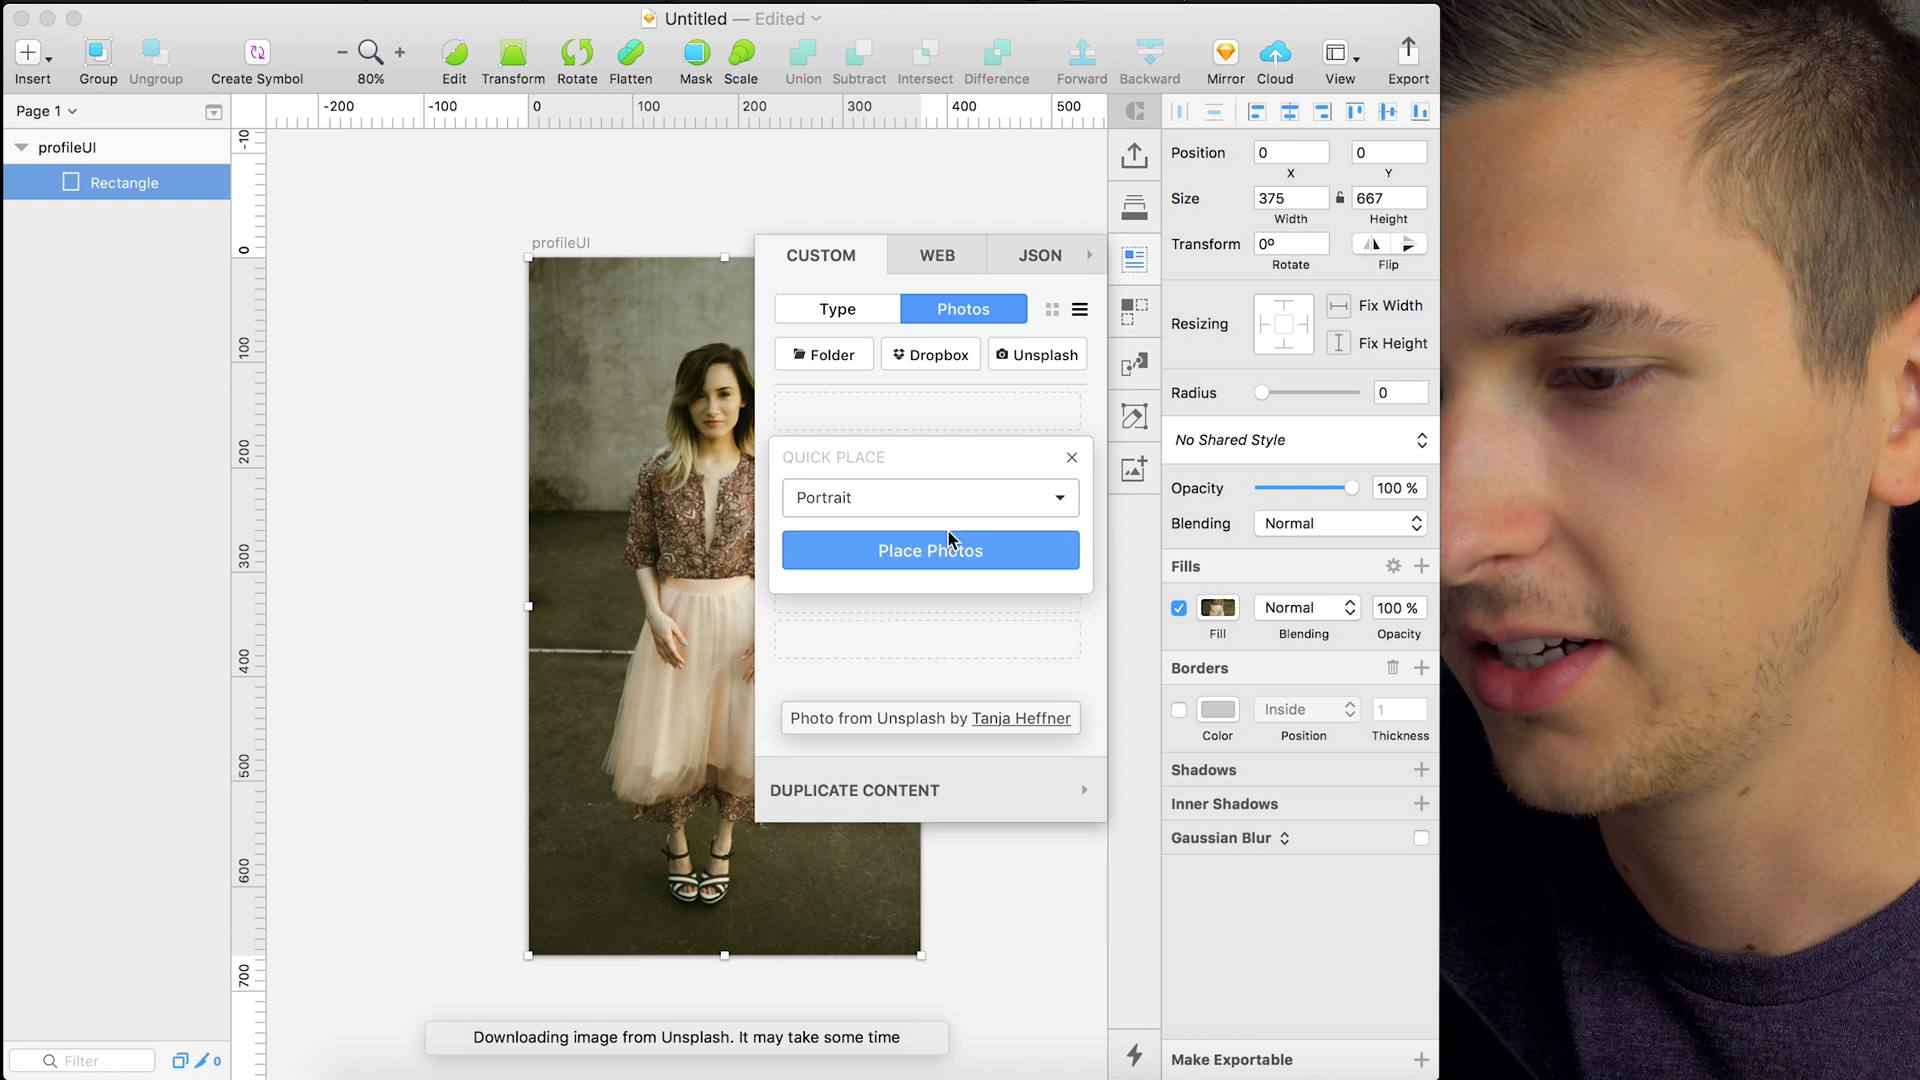 Untitled — Edited
Insert
Group
Ungroup
Create Symbol
80%
Edit
Transform
Rotate
Flatten
Mask
Scale
Union
Subtract
Intersect
Difference
Forward
Backward
Mirror
Cloud
View
Export
Page 1
-200 -100 0 100 200 300 400 500
profileUI
Rectangle
-10
0
100
200
300
400
500
600
700
profileUI
CUSTOM WEB JSON
Type Photos
Folder Dropbox Unsplash
QUICK PLACE
Portrait
Place Photos
Photo from Unsplash by Tanja Heffner
DUPLICATE CONTENT
Downloading image from Unsplash. It may take some time
Filter
0
Position 0 0
X Y
Size 375 667
Width Height
Transform 0º
Rotate Flip
Resizing
Fix Width
Fix Height
Radius 0
No Shared Style
Opacity 100 %
Blending Normal
Fills
Normal 100 %
Fill Blending Opacity
Borders
Inside 1
Color Position Thickness
Shadows
Inner Shadows
Gaussian Blur
Make Exportable